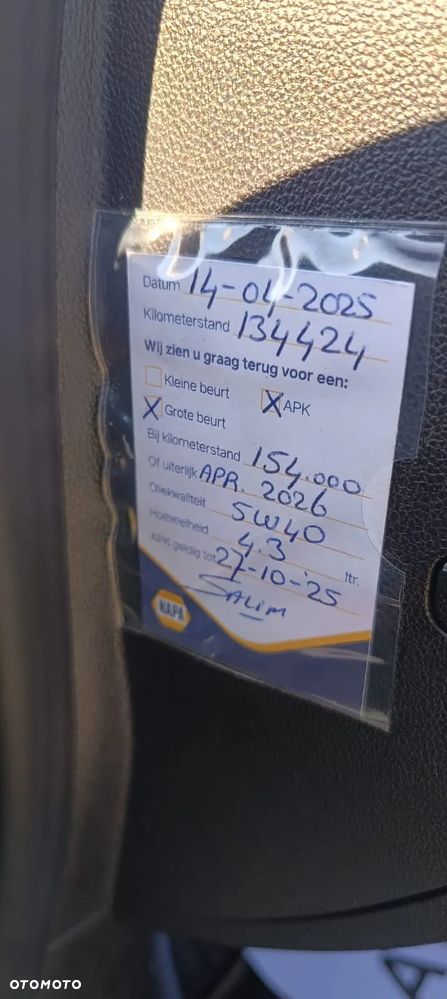 Datum 14-04-2025
Kilometerstand 134424
Wij zien u graag terug voor een:
Kleine beurt X APK
X Grote beurt
Bij kilometerstand 154.000
Of uiterlijk APR. 2026
Oliekwaliteit 5W40
Hoeveelheid 4.3 ltr.
APK geldig tot 27-10-'25
SALIM
NAPA
OTOMOTO